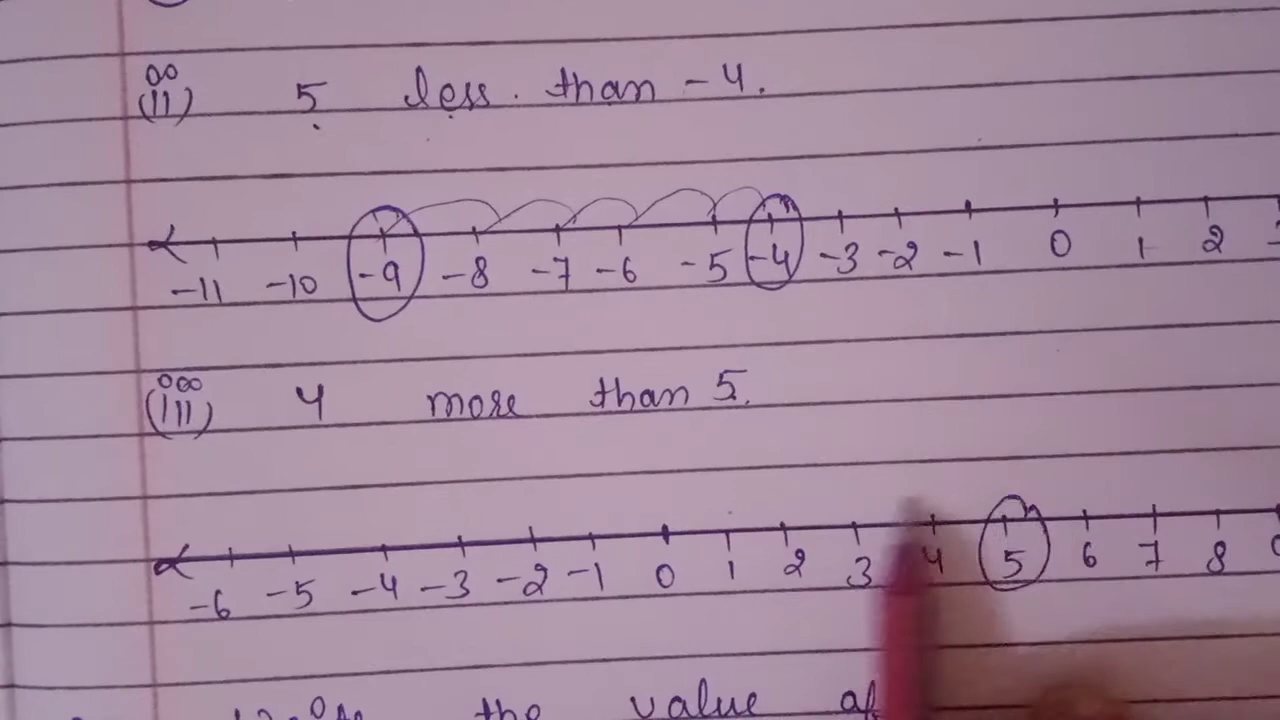 (ii) 5 less than -4.
-11 -10 -9 -8 -7 -6 -5 -4 -3 -2 -1 0 1 2
(iii) 4 more than 5.
-6 -5 -4 -3 -2 -1 0 1 2 3 4 5 6 7 8
the value of